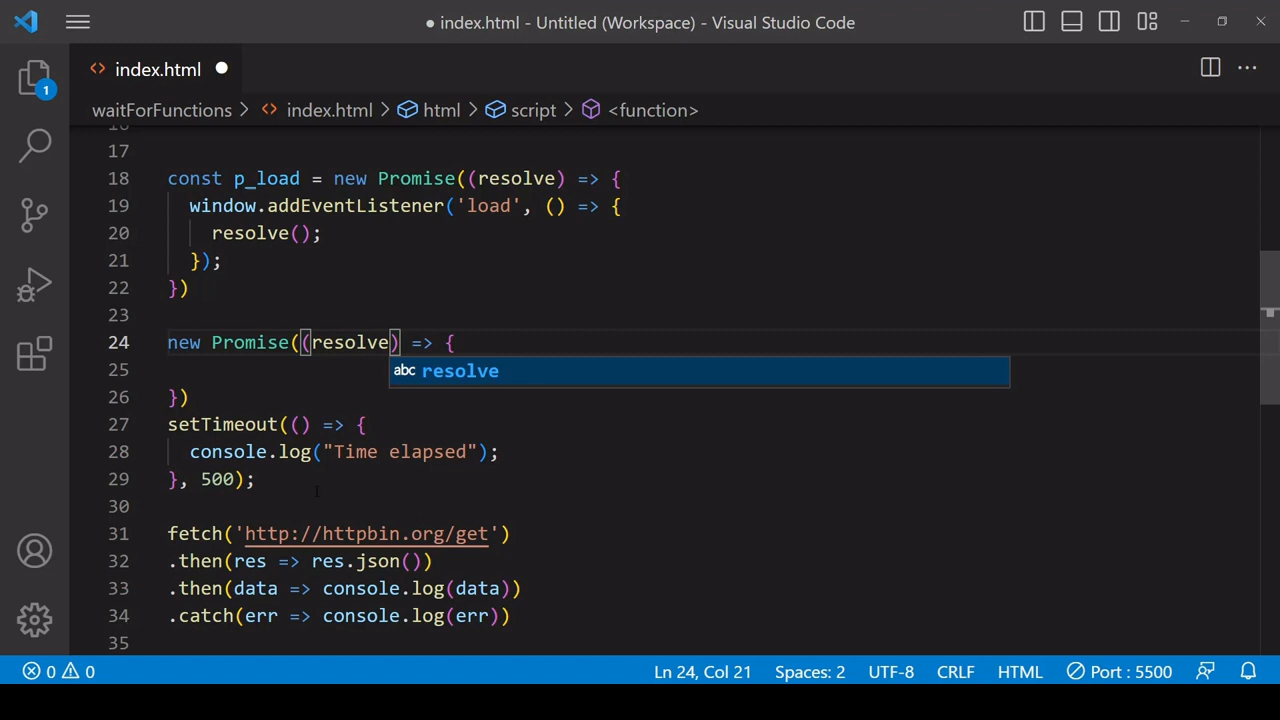 ● index.html - Untitled (Workspace) - Visual Studio Code
index.html
waitForFunctions > index.html > html > script > <function>
1
16
17
18 const p_load = new Promise((resolve) => {
19 window.addEventListener('load', () => {
20 resolve();
21 });
22 })
23
24 new Promise((resolve) => {
25
abc resolve
26 })
27 setTimeout(() => {
28 console.log("Time elapsed");
29 }, 500);
30
31 fetch('http://httpbin.org/get')
32 .then(res => res.json())
33 .then(data => console.log(data))
34 .catch(err => console.log(err))
35
0 0 Ln 24, Col 21 Spaces: 2 UTF-8 CRLF HTML Port : 5500